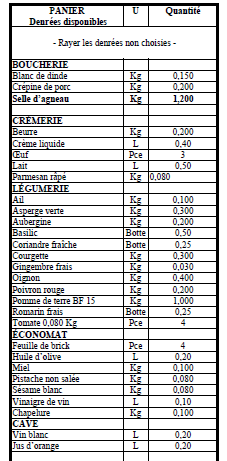 PANIER U Quantité
Denrées disponibles
- Rayer les denrées non choisies -
BOUCHERIE
Blanc de dinde Kg 0,150
Crépine de porc Kg 0,200
Selle d'agneau Kg 1,200
CRÈMERIE
Beurre Kg 0,200
Crème liquide L 0,40
Œuf Pce 3
Lait L 0,50
Parmesan râpé Kg 0,080
LÉGUMERIE
Ail Kg 0,100
Asperge verte Kg 0,300
Aubergine Kg 0,200
Basilic Botte 0,50
Coriandre fraîche Botte 0,25
Courgette Kg 0,300
Gingembre frais Kg 0,030
Oignon Kg 0,400
Poivron rouge Kg 0,200
Pomme de terre BF 15 Kg 1,000
Romarin frais Botte 0,25
Tomate 0,080 Kg Pce 4
ÉCONOMAT
Feuille de brick Pce 4
Huile d'olive L 0,20
Miel Kg 0,100
Pistache non salée Kg 0,080
Sésame blanc Kg 0,080
Vinaigre de vin L 0,10
Chapelure Kg 0,100
CAVE
Vin blanc L 0,20
Jus d'orange L 0,20